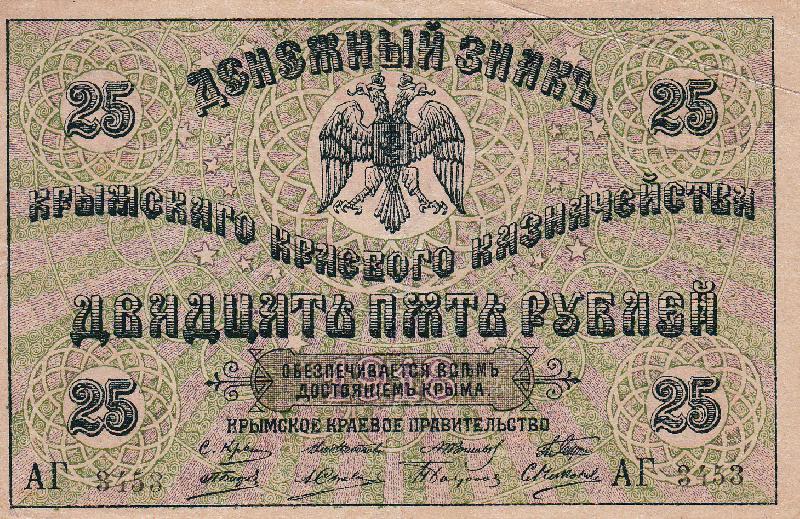 ДЕНЕЖНЫЙ ЗНАКЪ
25 25
КРЫМСКАГО КРАЕВОГО КАЗНАЧЕЙСТВА
ДВАДЦАТЬ ПЯТЬ РУБЛЕЙ
ОБЕЗПЕЧИВАЕТСЯ ВСѢМЪ
ДОСТОЯНІЕМЪ КРЫМА
25 25
КРЫМСКОЕ КРАЕВОЕ ПРАВИТЕЛЬСТВО
АГ 3453 АГ 3453